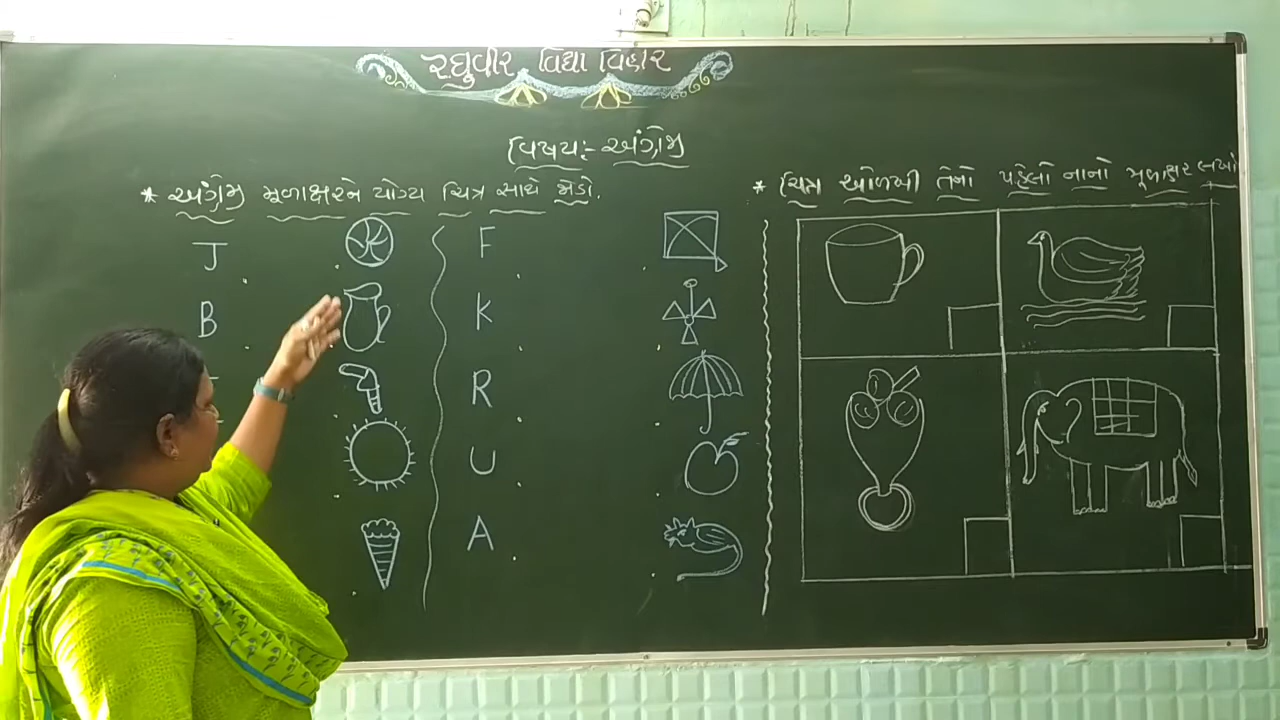 રઘુવીર વિદ્યા વિહાર
વિષય:- અંગ્રેજી
* અંગ્રેજી મૂળાક્ષરને યોગ્ય ચિત્ર સાથે જોડો.
* ચિત્ર ઓળખી તેનો પહેલો નાનો મૂળાક્ષર લખો
J
B
F
K
R
U
A